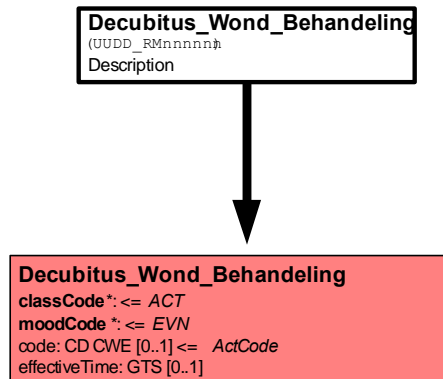 Decubitus_Wond_Behandeling
(UUDD_RMnnnnnn)
Description
Decubitus_Wond_Behandeling
classCode*: <= ACT
moodCode *: <= EVN
code: CD CWE [0..1] <= ActCode
effectiveTime: GTS [0..1]